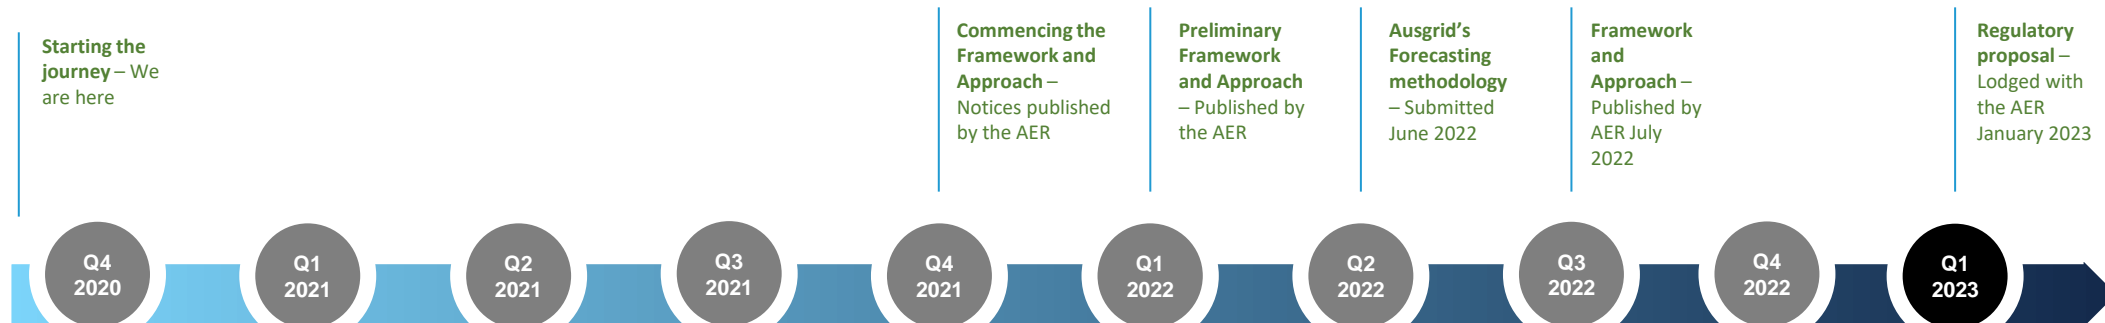 Starting the
journey – We
are here
Commencing the
Framework and
Approach –
Notices published
by the AER
Preliminary
Framework
and Approach
– Published by
the AER
Ausgrid’s
Forecasting
methodology
– Submitted
June 2022
Framework
and
Approach –
Published by
AER July
2022
Regulatory
proposal –
Lodged with
the AER
January 2023
Q4
2020
Q1
2021
Q2
2021
Q3
2021
Q4
2021
Q1
2022
Q2
2022
Q3
2022
Q4
2022
Q1
2023